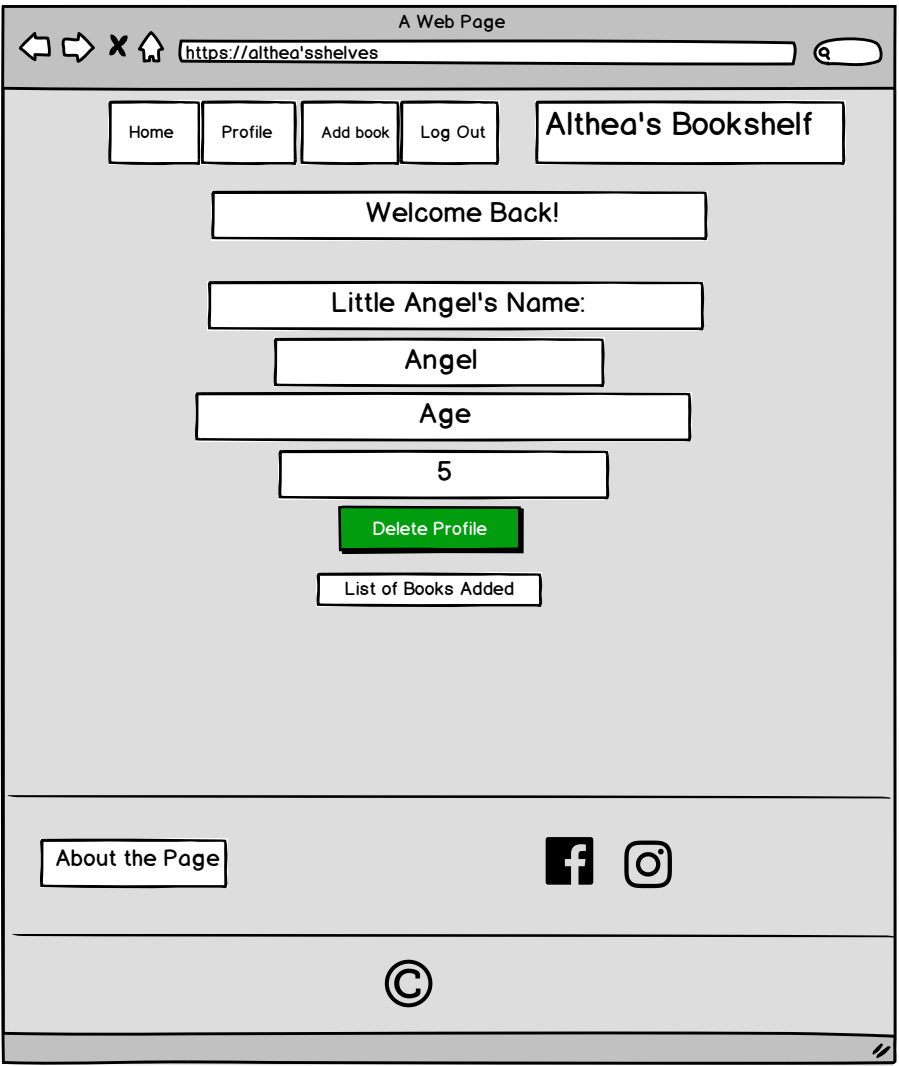 A Web Page
https://althea'sshelves
Home
Profile
Add book
Log Out
Althea's Bookshelf
Welcome Back!
Little Angel's Name:
Angel
Age
5
Delete Profile
List of Books Added
About the Page
©